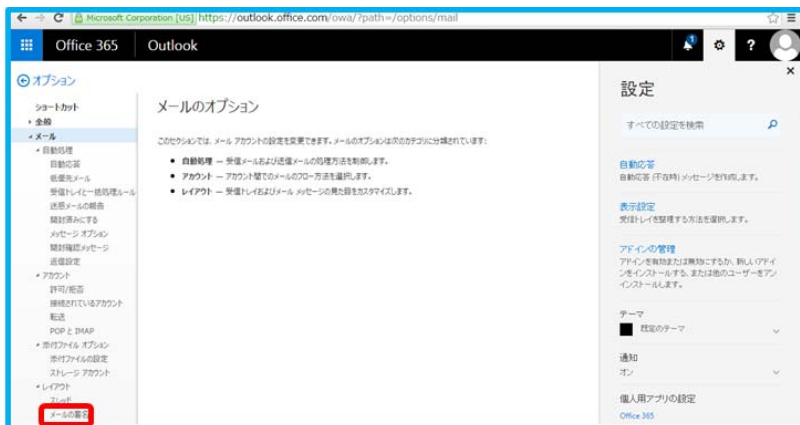 Microsoft Corporation [US] https://outlook.office.com/owa/?path=/options/mail
Office 365
Outlook
1
?
オプション
ショートカット
全般
メール
自動処理
自動応答
低優先メール
受信トレイと一括処理ルール
迷惑メールの報告
開封済みにする
メッセージ オプション
開封確認メッセージ
返信設定
アカウント
許可/拒否
接続されているアカウント
転送
POP と IMAP
添付ファイル オプション
添付ファイルの設定
ストレージ アカウント
レイアウト
スレッド
メールの署名
メールのオプション
このセクションでは、メール アカウントの設定を変更できます。メールのオプションは次のカテゴリに分類されています:
• 自動処理 — 受信メールおよび送信メールの処理方法を制御します。
• アカウント — アカウント間でのメールのフロー方法を選択します。
• レイアウト — 受信トレイおよびメール メッセージの見た目をカスタマイズします。
×
設定
すべての設定を検索
自動応答
自動応答 (不在時) メッセージを作成します。
表示設定
受信トレイを整理する方法を選択します。
アドインの管理
アドインを有効または無効にするか、新しいアドイ
ンをインストールする、または他のユーザーをアン
インストールします。
テーマ
既定のテーマ
通知
オン
個人用アプリの設定
Office 365